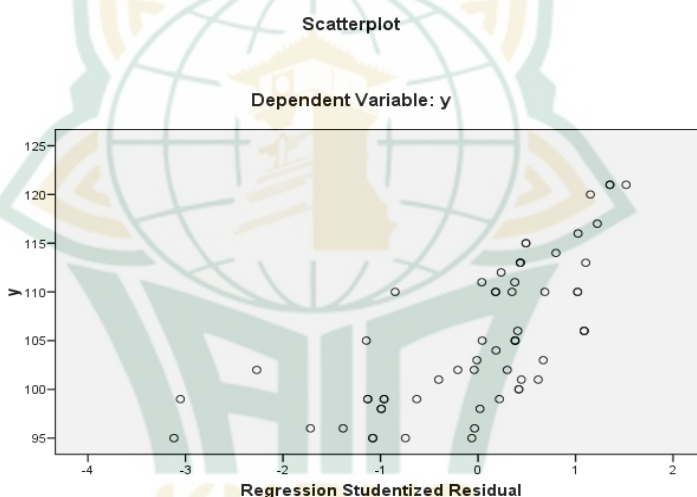 Scatterplot
Dependent Variable: y
125
120
115
110
105
100
95
y
-4 -3 -2 -1 0 1 2
Regression Studentized Residual
IAIN